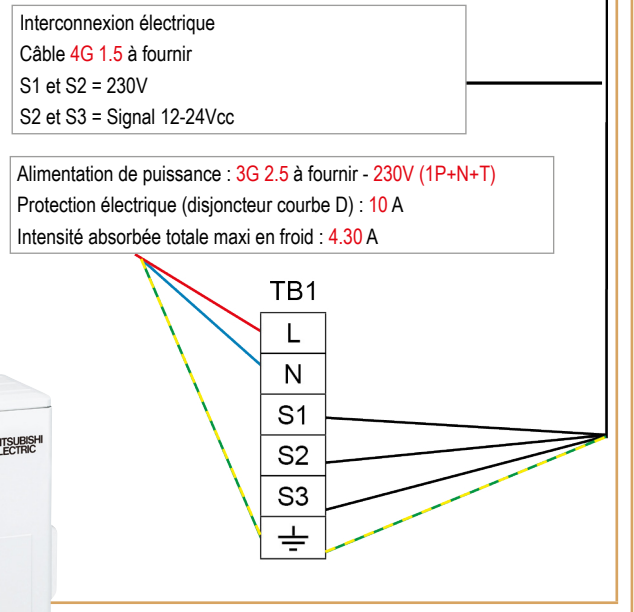 Interconnexion électrique
Câble 4G 1.5 à fournir
S1 et S2 = 230V
S2 et S3 = Signal 12-24Vcc
Alimentation de puissance : 3G 2.5 à fournir - 230V (1P+N+T)
Protection électrique (disjoncteur courbe D) : 10 A
Intensité absorbée totale maxi en froid : 4.30 A
TB1
L
N
S1
S2
S3
ITSUBISHI
LECTRIC